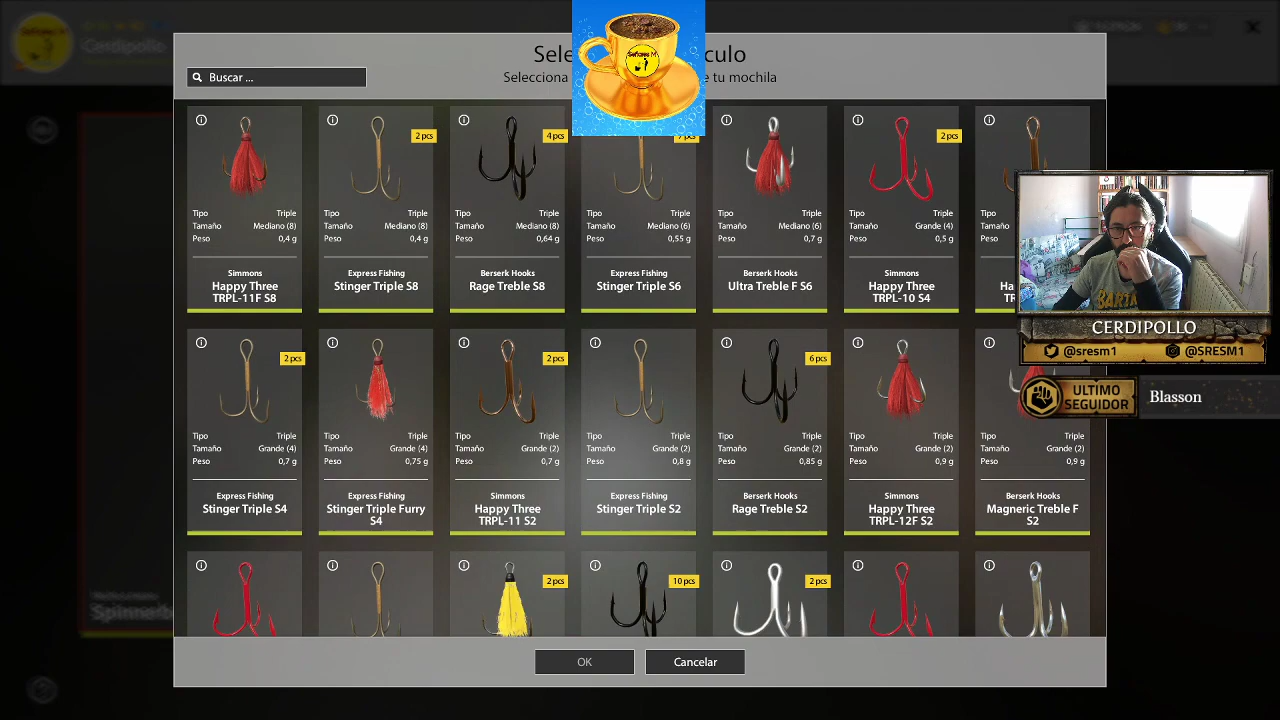 Cerdipollo
Sele culo
Buscar ...
Selecciona e tu mochila
Señores M
2 pcs
4 pcs
2 pcs
Tipo Triple
Tamaño Mediano (8)
Peso 0,4 g
Simmons
Happy Three
TRPL-11F S8
Tipo Triple
Tamaño Mediano (8)
Peso 0,4 g
Express Fishing
Stinger Triple S8
Tipo Triple
Tamaño Mediano (8)
Peso 0,64 g
Berserk Hooks
Rage Treble S8
Tipo Triple
Tamaño Mediano (6)
Peso 0,55 g
Express Fishing
Stinger Triple S6
Tipo Triple
Tamaño Mediano (6)
Peso 0,7 g
Berserk Hooks
Ultra Treble F S6
Tipo Triple
Tamaño Grande (4)
Peso 0,5 g
Simmons
Happy Three
TRPL-10 S4
Tipo
Tamaño
Peso
CERDIPOLLO
@sresm1 @SRESM1
ULTIMO
SEGUIDOR
Blasson
2 pcs
2 pcs
6 pcs
Tipo Triple
Tamaño Grande (4)
Peso 0,7 g
Express Fishing
Stinger Triple S4
Tipo Triple
Tamaño Grande (4)
Peso 0,75 g
Express Fishing
Stinger Triple Furry
S4
Tipo Triple
Tamaño Grande (2)
Peso 0,7 g
Simmons
Happy Three
TRPL-11 S2
Tipo Triple
Tamaño Grande (2)
Peso 0,8 g
Express Fishing
Stinger Triple S2
Tipo Triple
Tamaño Grande (2)
Peso 0,85 g
Berserk Hooks
Rage Treble S2
Tipo Triple
Tamaño Grande (2)
Peso 0,9 g
Simmons
Happy Three
TRPL-12F S2
Tipo Triple
Tamaño Grande (2)
Peso 0,9 g
Berserk Hooks
Magneric Treble F
S2
2 pcs
10 pcs
2 pcs
Spinnerb
OK
Cancelar